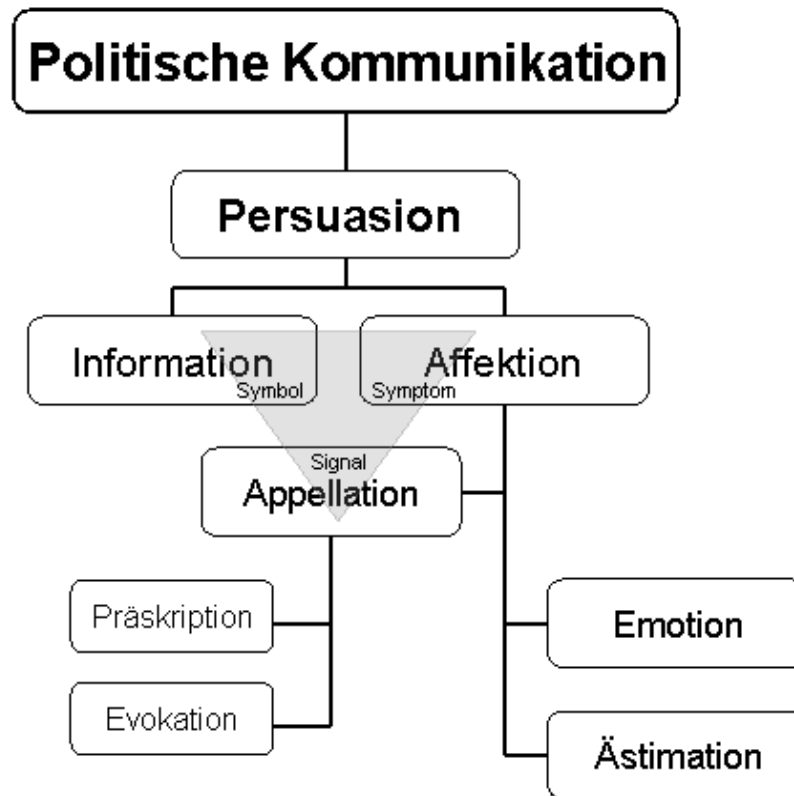 Politische Kommunikation
Persuasion
Information
Affektion
Symbol
Symptom
Signal
Appellation
Präskription
Emotion
Evokation
Ästimation